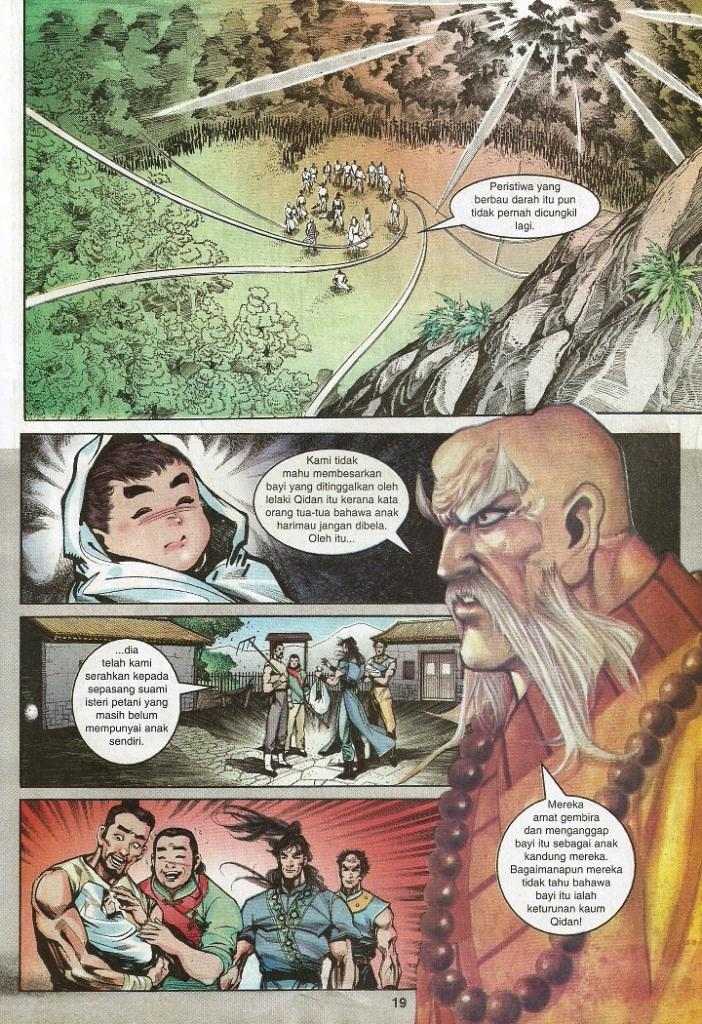 Peristiwa yang
berbau darah itu pun
tidak pernah dicungkil
lagi.
Kami tidak
mahu membesarkan
bayi yang ditinggalkan oleh
lelaki Qidan itu kerana kata
orang tua-tua bahawa anak
harimau jangan dibela.
Oleh itu...
...dia
telah kami
serahkan kepada
sepasang suami
isteri petani yang
masih belum
mempunyai anak
sendiri.
Mereka
amat gembira
dan menganggap
bayi itu sebagai anak
kandung mereka.
Bagaimanapun mereka
tidak tahu bahawa
bayi itu ialah
keturunan kaum
Qidan!
19